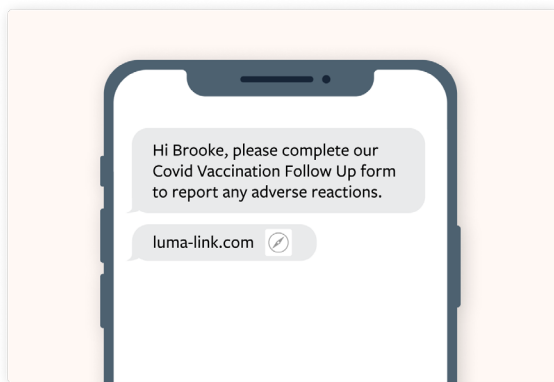 Hi Brooke, please complete our
Covid Vaccination Follow Up form
to report any adverse reactions.
luma-link.com